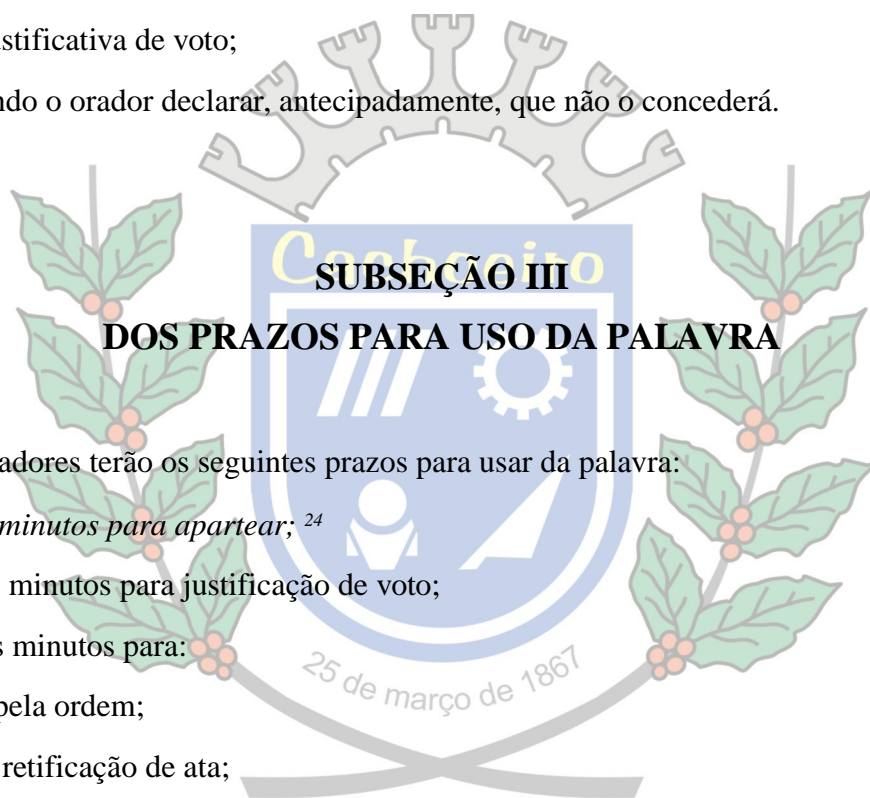 ustificativa de voto;
ndo o orador declarar, antecipadamente, que não o concederá.
SUBSEÇÃO III
DOS PRAZOS PARA USO DA PALAVRA
adores terão os seguintes prazos para usar da palavra:
minutos para apartear; 24
minutos para justificação de voto;
s minutos para:
25 de março de 1867
pela ordem;
retificação de ata;